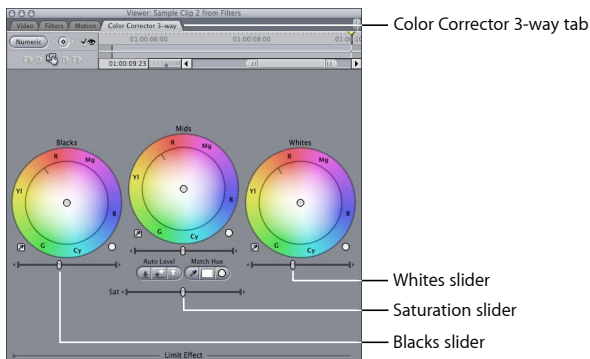 Viewer: Sample Clip 2 from Filters
Video Filters Motion Color Corrector 3-way
Color Corrector 3-way tab
Numeric
01:00:06:00 01:00:08:00
01:00:09:23
Mids
Blacks
Whites
R Mg B Cy G Yl
R Mg B Cy G Yl
R Mg B Cy G Yl
Auto Level Match Hue
Sat
Whites slider
Saturation slider
Blacks slider
Limit Effect